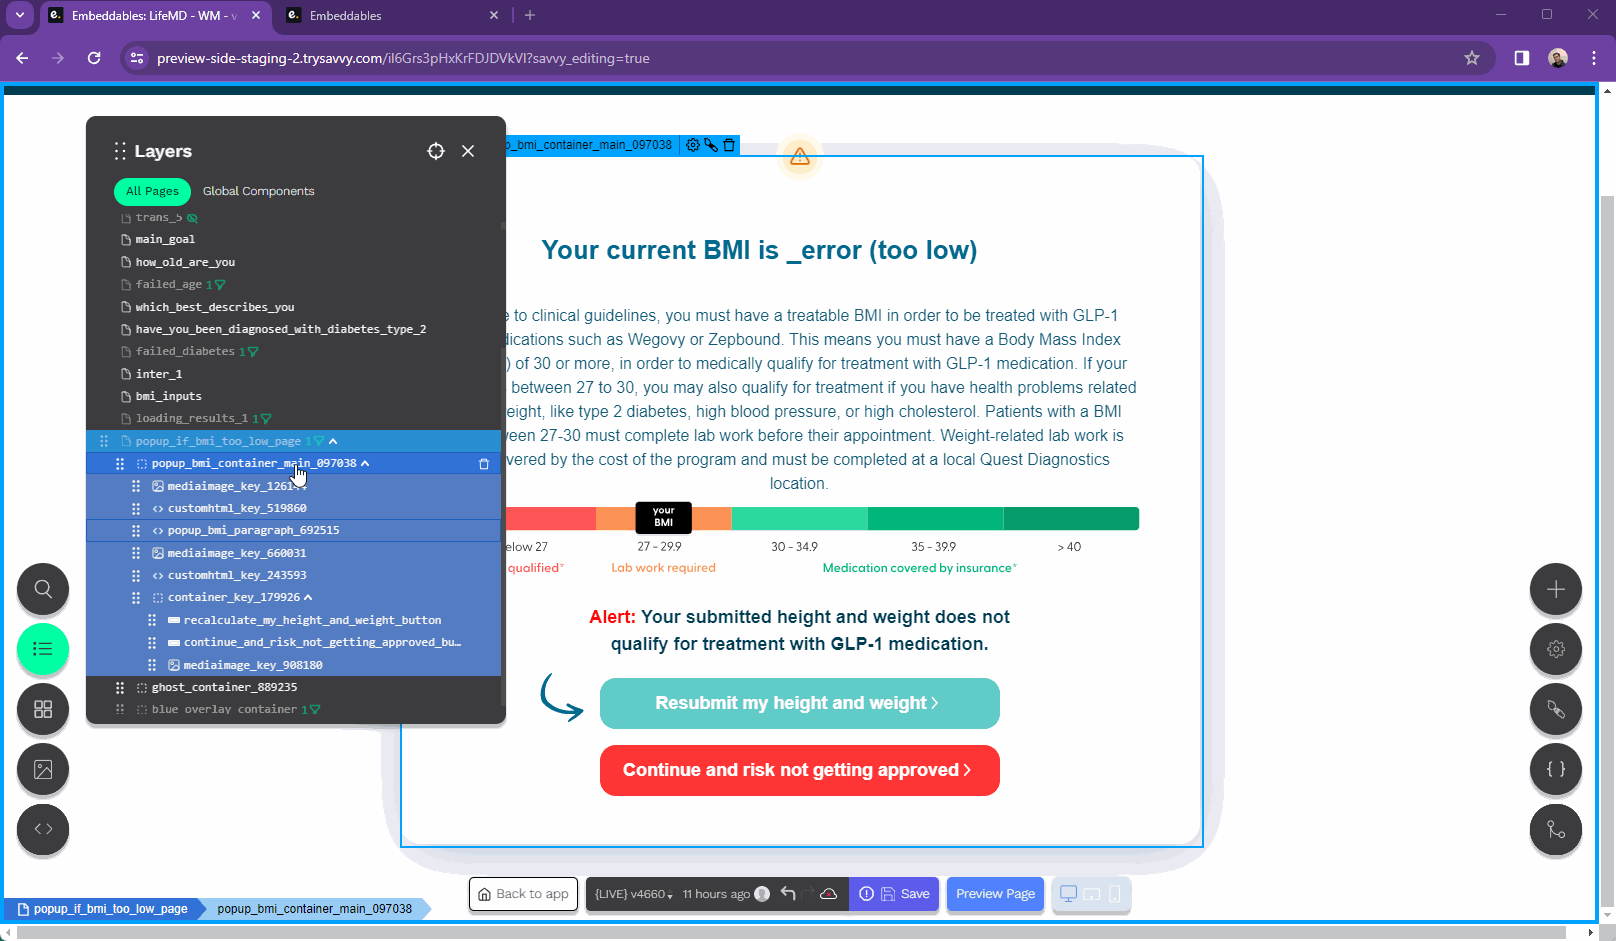 Embeddables: LifeMD - WM - v
Embeddables
preview-side-staging-2.trysavvy.com/il6Grs3pHxKrFDJDVkVI?savvy_editing=true
Layers
All Pages
Global Components
trans_5
main_goal
how_old_are_you
failed_age 1
which_best_describes_you
have_you_been_diagnosed_with_diabetes_type_2
failed_diabetes 1
inter_1
bmi_inputs
loading_results_1 1
popup_if_bmi_too_low_page 1
popup_bmi_container_main_097038
customhtml_key_519860
popup_bmi_paragraph_692515
mediaimage_key_660031
customhtml_key_243593
container_key_179926
recalculate_my_height_and_weight_button
continue_and_risk_not_getting_approved_bu...
mediaimage_key_908180
ghost_container_889235
blue overlay container 1
p_bmi_container_main_097038
Your current BMI is _error (too low)
e to clinical guidelines, you must have a treatable BMI in order to be treated with GLP-1
dications such as Wegovy or Zepbound. This means you must have a Body Mass Index
) of 30 or more, in order to medically qualify for treatment with GLP-1 medication. If your
s between 27 to 30, you may also qualify for treatment if you have health problems related
eight, like type 2 diabetes, high blood pressure, or high cholesterol. Patients with a BMI
een 27-30 must complete lab work before their appointment. Weight-related lab work is
vered by the cost of the program and must be completed at a local Quest Diagnostics
location.
your
BMI
elow 27
27 - 29.9
30 - 34.9
35 - 39.9
> 40
qualified*
Lab work required
Medication covered by insurance*
Alert: Your submitted height and weight does not
qualify for treatment with GLP-1 medication.
Resubmit my height and weight >
Continue and risk not getting approved >
Back to app
{LIVE} v4660
11 hours ago
Save
Preview Page
popup_if_bmi_too_low_page
popup_bmi_container_main_097038